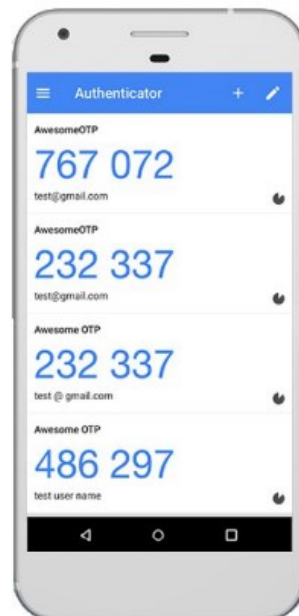 Authenticator
AwesomeOTP
767 072
test@gmail.com
AwesomeOTP
232 337
test@gmail.com
Awesome OTP
232 337
test @ gmail.com
Awesome OTP
486 297
test user name